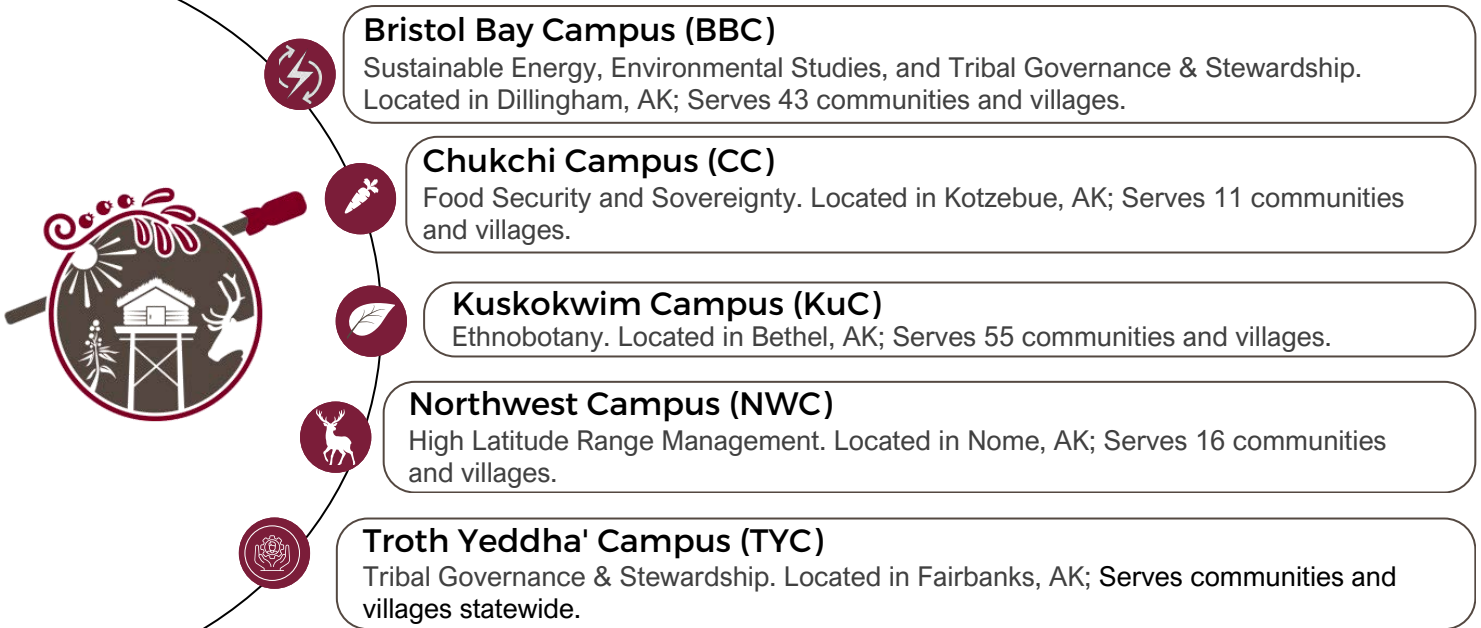 Bristol Bay Campus (BBC)
Sustainable Energy, Environmental Studies, and Tribal Governance & Stewardship.
Located in Dillingham, AK; Serves 43 communities and villages.
Chukchi Campus (CC)
Food Security and Sovereignty. Located in Kotzebue, AK; Serves 11 communities
and villages.
Kuskokwim Campus (KuC)
Ethnobotany. Located in Bethel, AK; Serves 55 communities and villages.
Northwest Campus (NWC)
High Latitude Range Management. Located in Nome, AK; Serves 16 communities
and villages.
Troth Yeddha' Campus (TYC)
Tribal Governance & Stewardship. Located in Fairbanks, AK; Serves communities and
villages statewide.